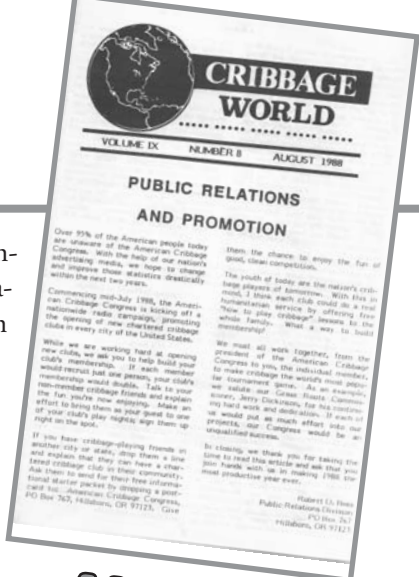 CRIBBAGE
WORLD
VOLUME IX NUMBER 8 AUGUST 1988
PUBLIC RELATIONS
AND PROMOTION
Over 95% of the American people today
are unaware of the American Cribbage
Congress. With the help of our nation's
advertising media, we hope to change
and improve those statistics drastically
within the next two years.
Commencing mid-July 1988, the Ameri-
can Cribbage Congress is kicking off a
nationwide radio campaign, promoting
the opening of new chartered cribbage
clubs in every city of the United States.
While we are working hard at opening
new clubs, we ask you to help build your
club's membership. If each member
would recruit just one person, your club's
membership would double. Talk to your
non-member cribbage friends and explain
the fun you're now enjoying. Make an
effort to bring them as your guest to one
of your club's play nights; sign them up
right on the spot.
If you have cribbage-playing friends in
another city or state, drop them a line
and explain that they can have a char-
tered cribbage club in their community.
Ask them to send for their free informa-
tional starter packet by dropping a post-
card to: American Cribbage Congress,
PO Box 767, Hillsboro, OR 97123. Give
them the chance to enjoy the fun of
good, clean competition.
The youth of today are the nation's crib-
bage players of tomorrow. With this in
mind, I think each club could do a real
humanitarian service by offering free
"how to play cribbage" lessons to the
whole family. What a way to build
membership!
We must all work together, from the
president of the American Cribbage
Congress to you, the individual member,
to make cribbage the world's most popu-
lar tournament game. As an example,
we salute our Grass Roots Commis-
sioner, Jerry Dickinson, for his continu-
ing hard work and dedication. If each of
us would put as much effort into our
projects, our Congress would be an
unqualified success.
In closing, we thank you for taking the
time to read this article and ask that you
join hands with us in making 1988 the
most productive year ever.
Robert D.
Public Relations Division
PO Box 767
Hillsboro, OR 97123
n-
a-
n